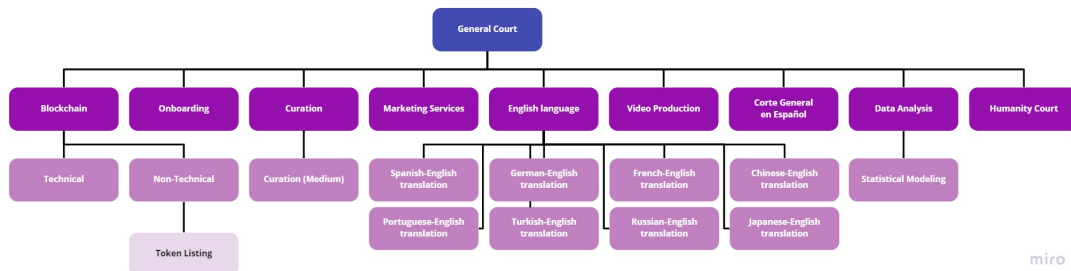 General Court
Blockchain
Onboarding
Curation
Marketing Services
English language
Video Production
Corte General
en Español
Data Analysis
Humanity Court
Technical
Non-Technical
Curation (Medium)
Spanish-English
translation
German-English
translation
French-English
translation
Chinese-English
translation
Statistical Modeling
Portuguese-English
translation
Turkish-English
translation
Russian-English
translation
Japanese-English
translation
Token Listing
miro